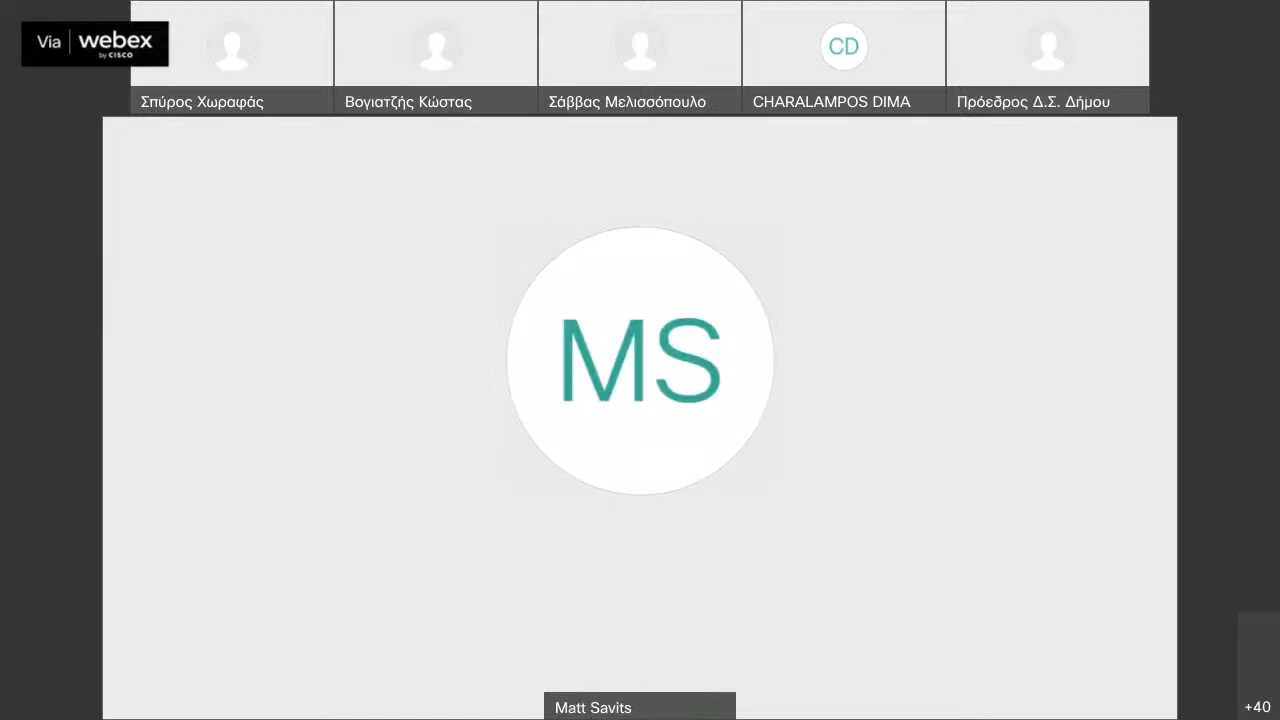 Via webex
by CISCO
Σπύρος Χωραφάς
Βογιατζής Κώστας
Σάββας Μελισσόπουλο
CD
CHARALAMPOS DIMA
Πρόεδρος Δ.Σ. Δήμου
MS
Matt Savits
+40